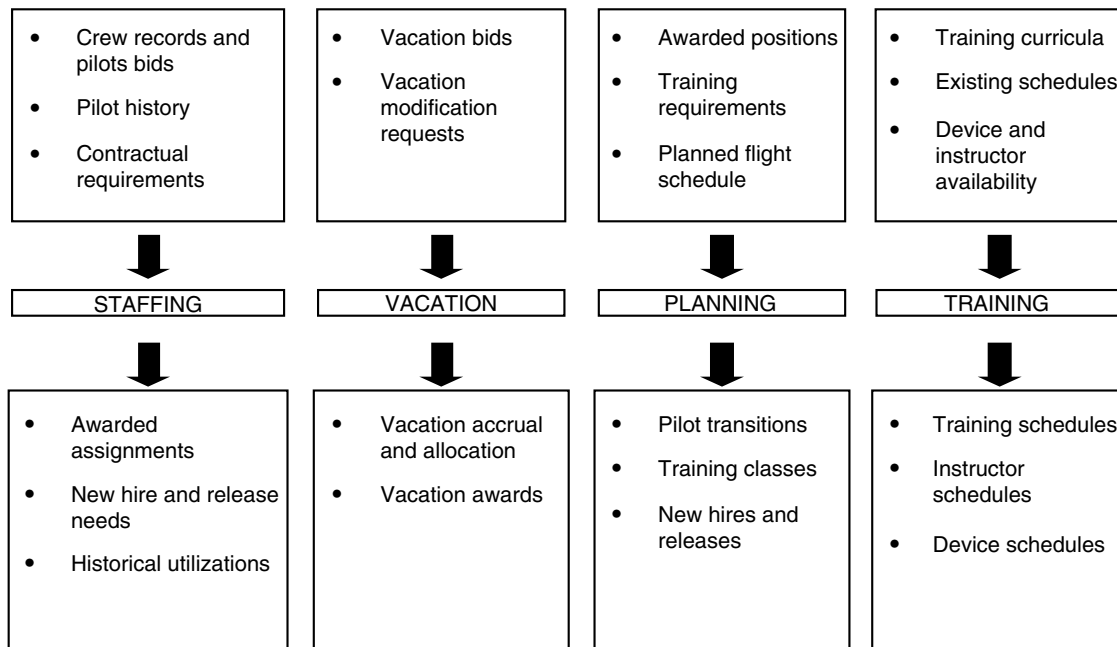 • Crew records and
pilots bids
• Pilot history
• Contractual
requirements
• Vacation bids
• Vacation
modification
requests
• Awarded positions
• Training
requirements
• Planned flight
schedule
• Training curricula
• Existing schedules
• Device and
instructor
availability
STAFFING
VACATION
PLANNING
TRAINING
• Awarded
assignments
• New hire and release
needs
• Historical utilizations
• Vacation accrual
and allocation
• Vacation awards
• Pilot transitions
• Training classes
• New hires and
releases
• Training schedules
• Instructor
schedules
• Device schedules